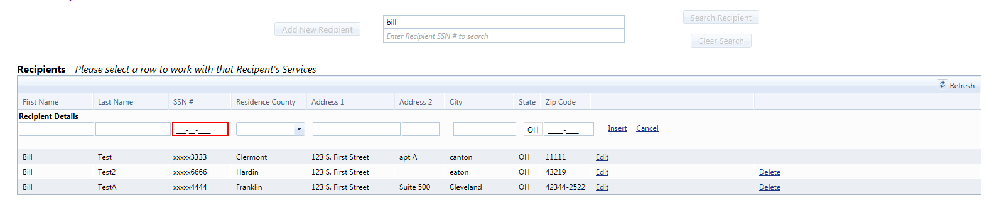 Add New Recipient
bill
Enter Recipient SSN # to search
Search Recipient
Clear Search
Recipients - Please select a row to work with that Recipent's Services
Refresh
First Name Last Name SSN # Residence County Address 1 Address 2 City State Zip Code
Recipient Details
___-__-____ OH _____-____ Insert Cancel
Bill Test xxxxx3333 Clermont 123 S. First Street apt A canton OH 11111 Edit
Bill Test2 xxxxx6666 Hardin 123 S. First Street eaton OH 43219 Edit Delete
Bill TestA xxxxx4444 Franklin 123 S. First Street Suite 500 Cleveland OH 42344-2522 Edit Delete